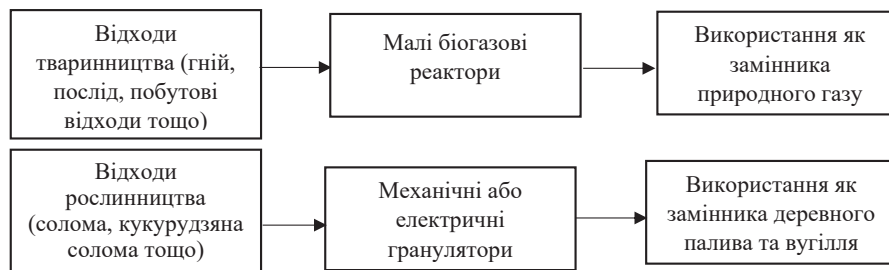 Відходи
тваринництва (гній,
послід, побутові
відходи тощо)
Малі біогазові
реактори
Використання як
замінника
природного газу
Відходи
рослинництва
(солома, кукурудзяна
солома тощо)
Механічні або
електричні
гранулятори
Використання як
замінника деревного
палива та вугілля